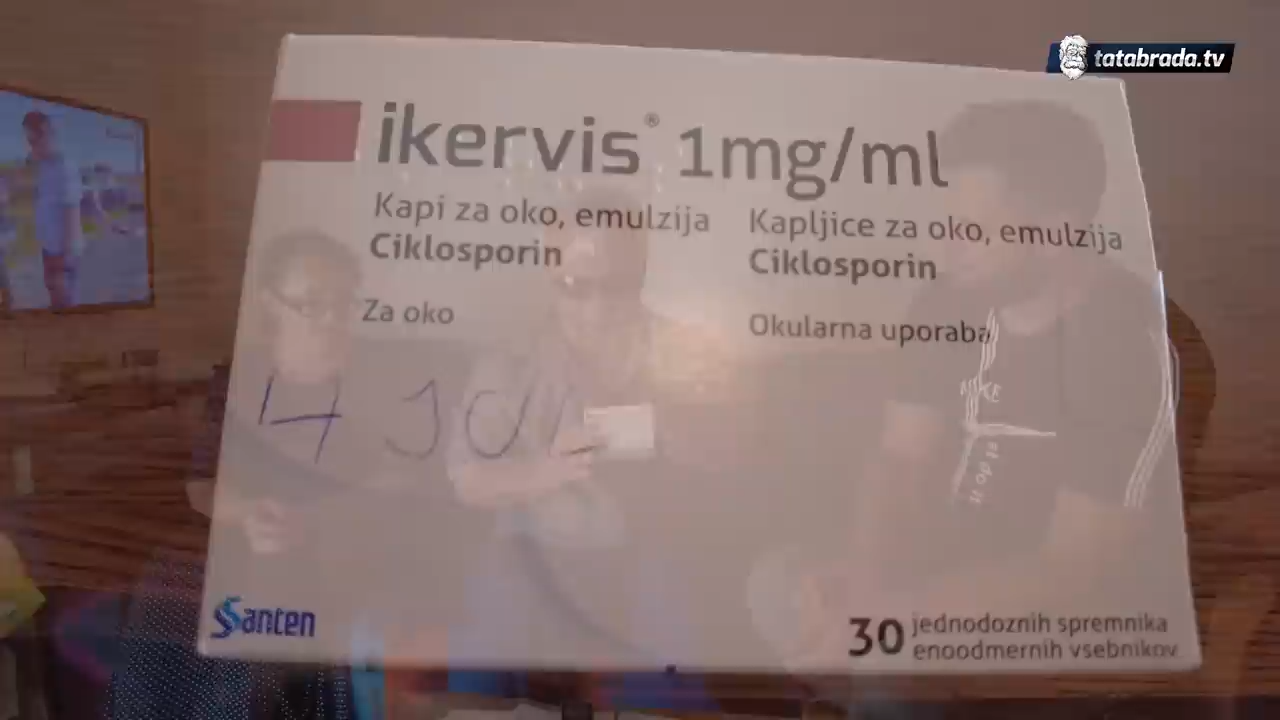 tatabrada.tv
ikervis® 1mg/ml
Kapi za oko, emulzija
Ciklosporin
Za oko
Kapljice za oko, emulzija
Ciklosporin
Okularna uporaba
Santen
30 jednodoznih spremnika
enoodmernih vsebnikov